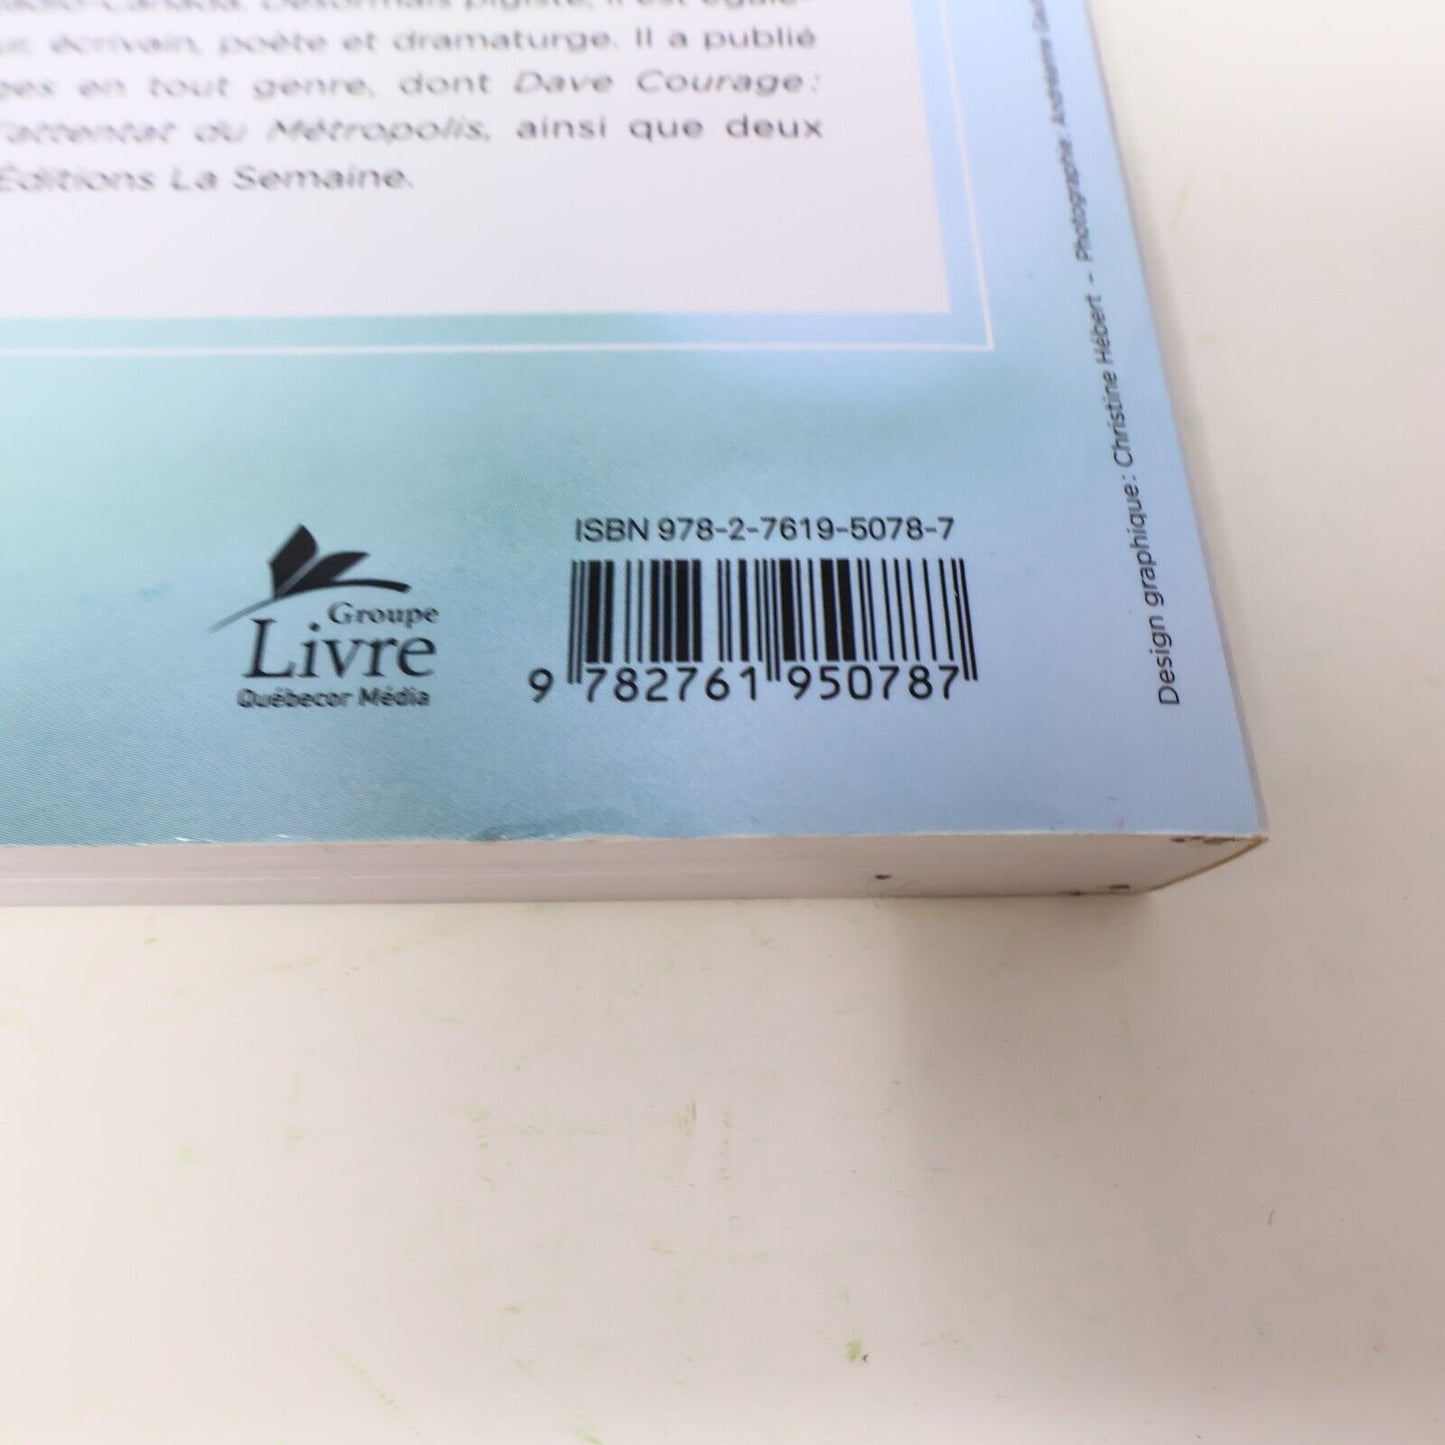 Radio-Canada. Désormais pigiste, il est égale-
écrivain, poète et dramaturge. Il a publié
en tout genre, dont Dave Courage:
l'attentat du Métropolis, ainsi que deux
Éditions La Semaine.
Design graphique: Christine Hébert – Photographie: Andréanne
ISBN 978-2-7619-5078-7
9 782761 950787
Groupe
Livre
Québecor Média